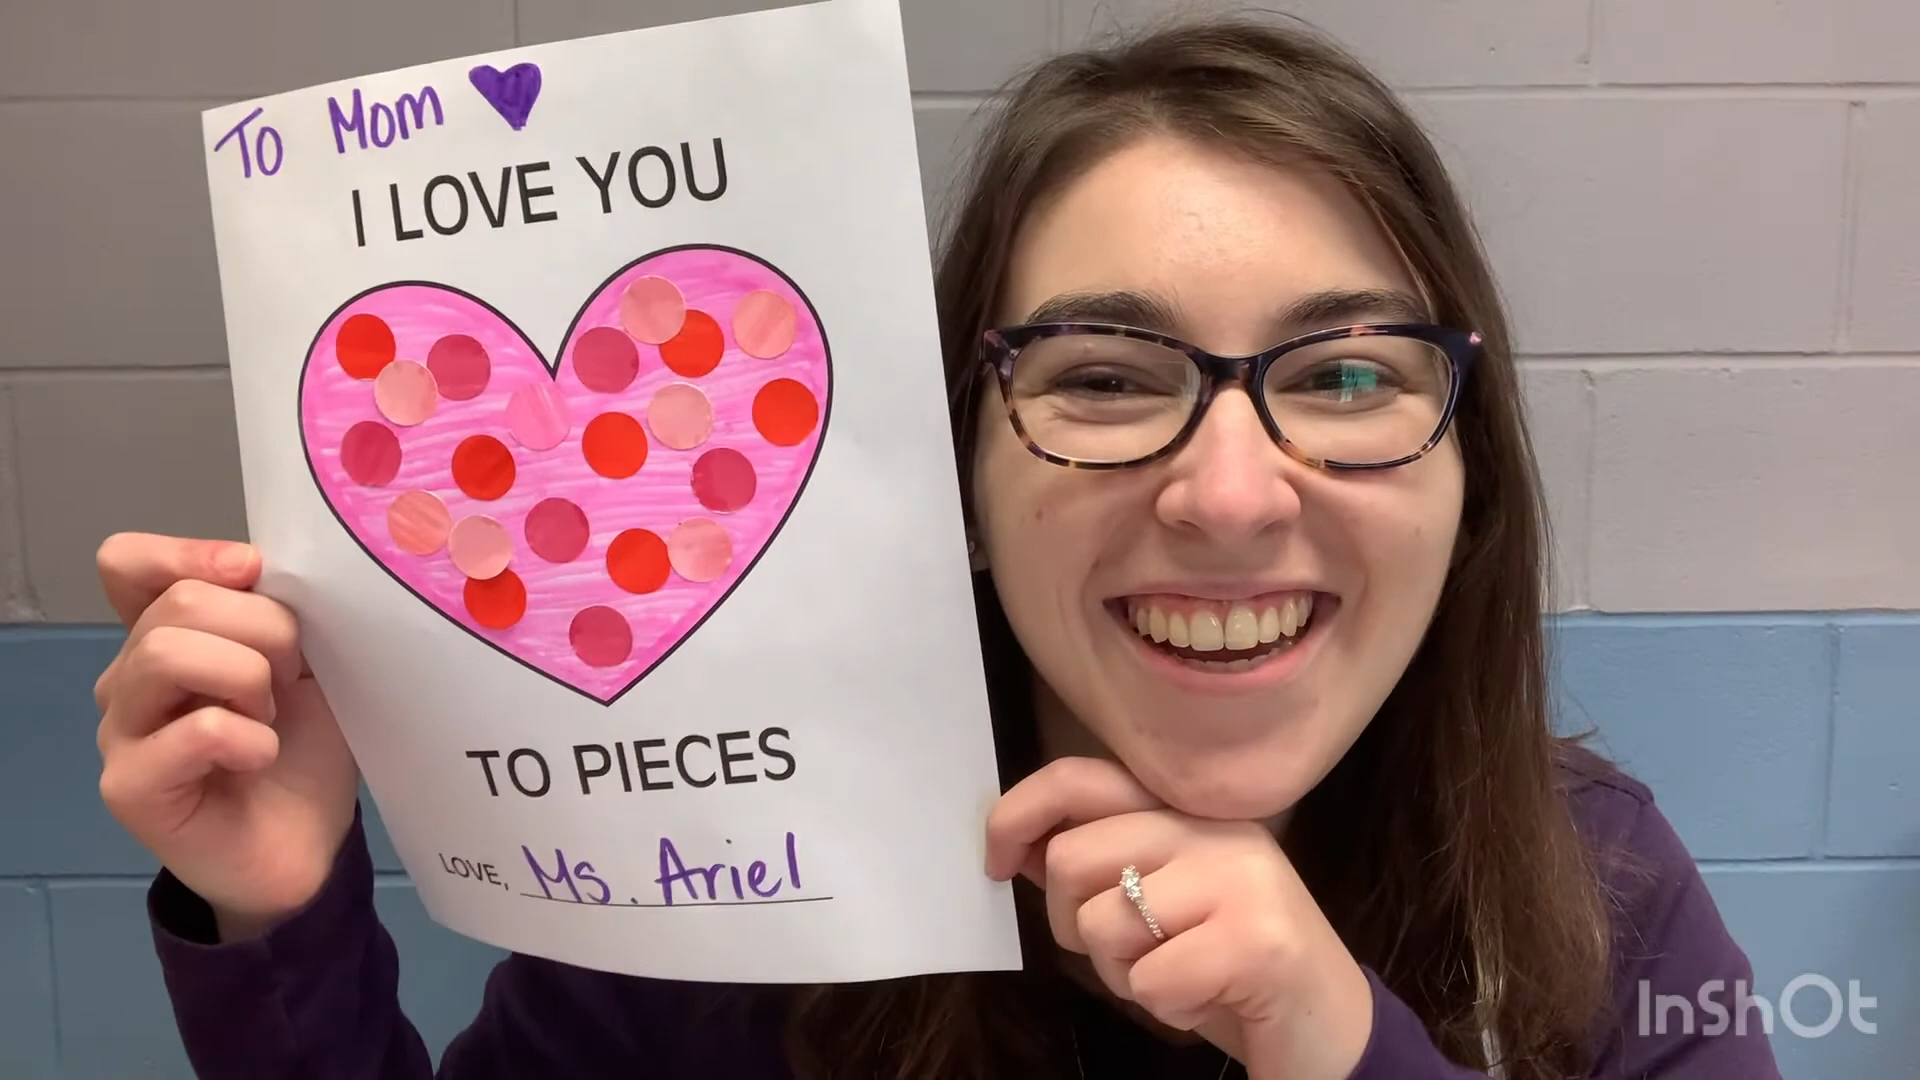 To Mom
I LOVE YOU
TO PIECES
LOVE, Ms. Ariel
InShOt